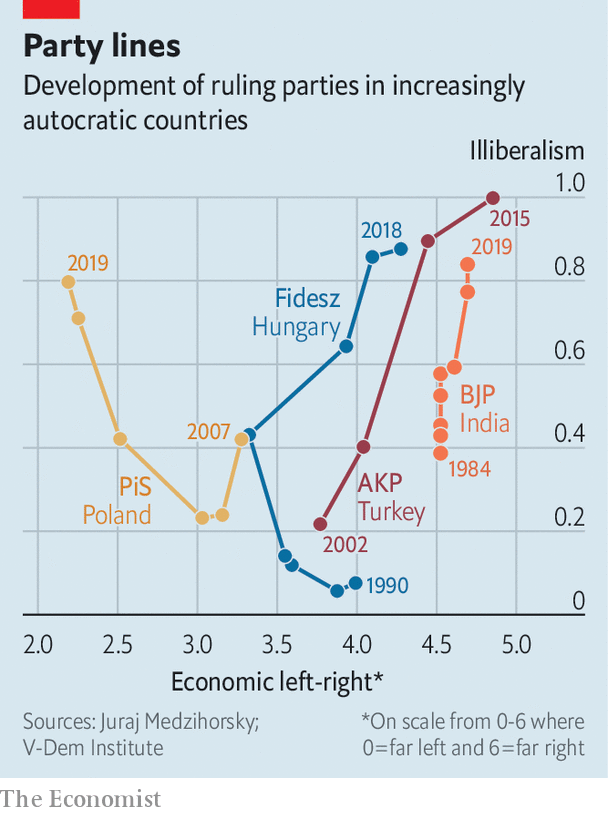 Party lines
Development of ruling parties in increasingly
autocratic countries
Illiberalism
1.0
2015
2018
2019
2019
0.8
Fidesz
Hungary
0.6
BJP
India
2007
0.4
1984
PiS
Poland
AKP
Turkey
0.2
2002
1990
0
2.0 2.5 3.0 3.5 4.0 4.5 5.0
Economic left-right*
Sources: Juraj Medzihorsky;
V-Dem Institute
*On scale from 0-6 where
0=far left and 6=far right
The Economist